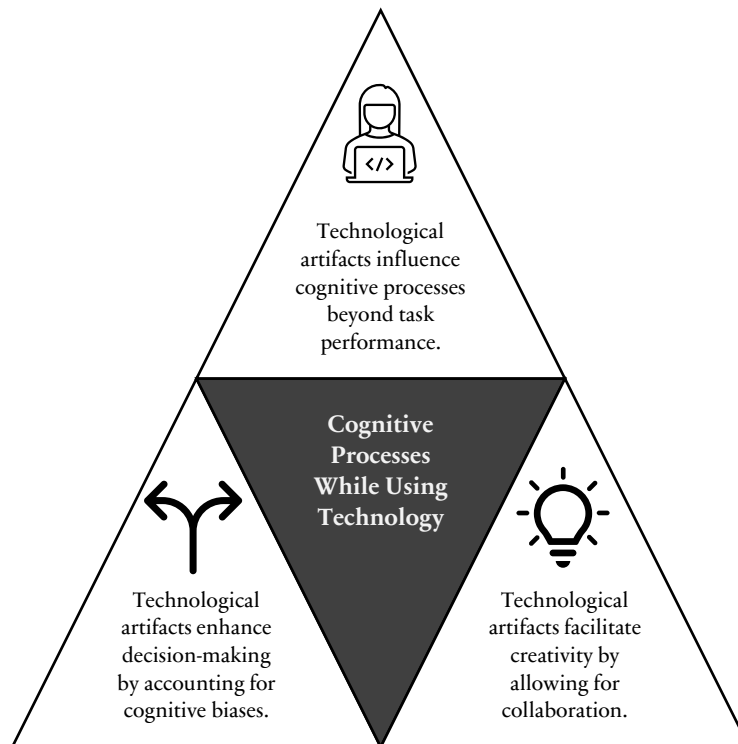 </>
Technological
artifacts influence
cognitive processes
beyond task
performance.
Cognitive
Processes
While Using
Technology
Technological
artifacts enhance
decision-making
by accounting for
cognitive biases.
Technological
artifacts facilitate
creativity by
allowing for
collaboration.